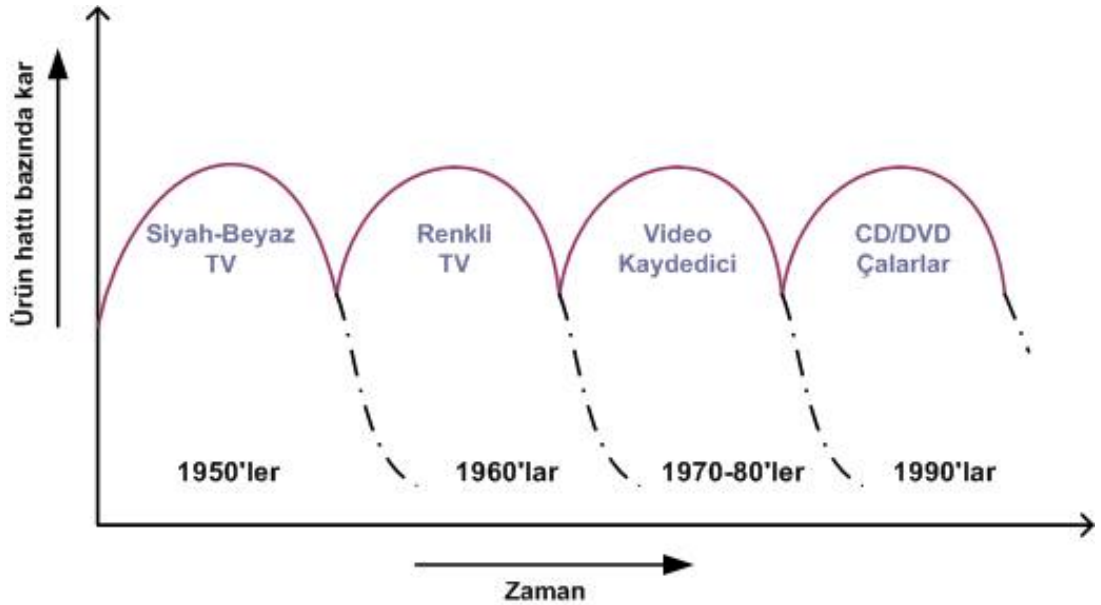 Ürün hattı bazında kar
Siyah-Beyaz
TV
Renkli
TV
Video
Kaydedici
CD/DVD
Çalarlar
1950'ler
1960'lar
1970-80'ler
1990'lar
Zaman